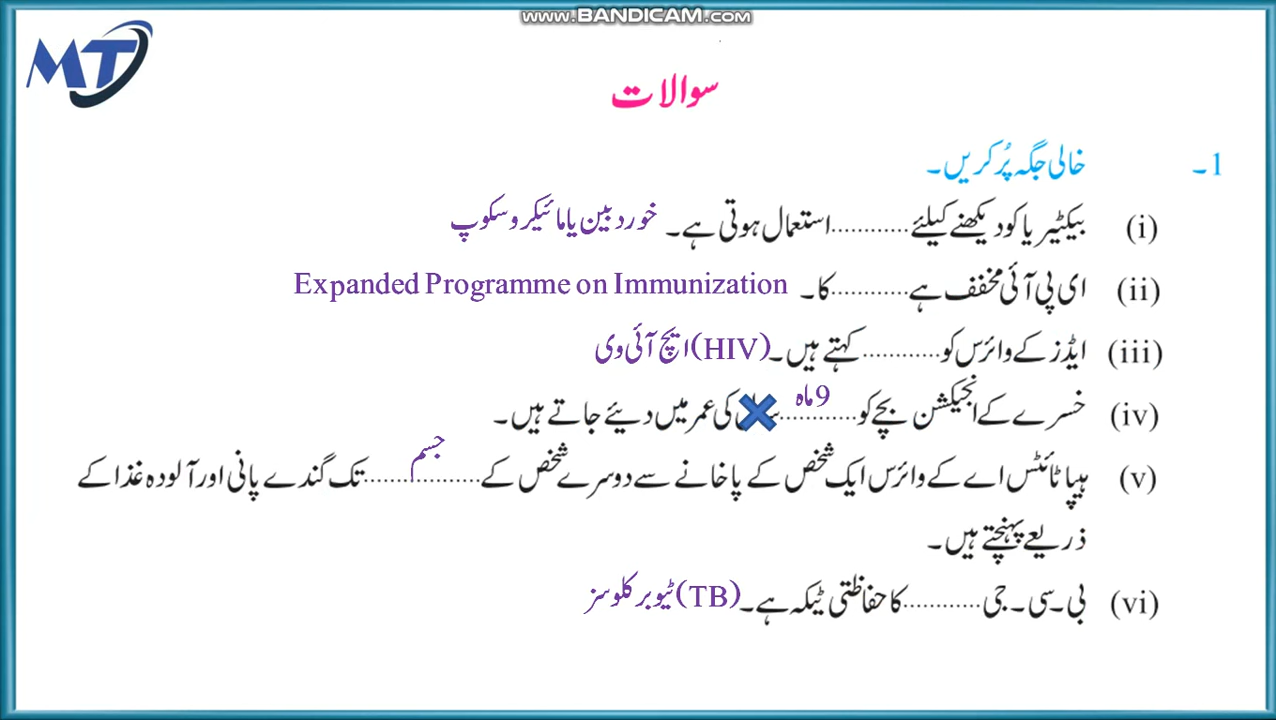 www.BANDICAM.com
MT
سوالات
1۔ خالی جگہ پُر کریں۔
(i) بیکٹیریا کو دیکھنے کیلئے ............ استعمال ہوتی ہے۔ خوردبین یا مائیکروسکوپ
(ii) ای پی آئی مخفف ہے ............ کا۔ Expanded Programme on Immunization
(iii) ایڈز کے وائرس کو ............ کہتے ہیں۔ (HIV) ایچ آئی وی
(iv) خسرے کے انجیکشن بچے کو ............ 9 ماہ کی عمر میں دیئے جاتے ہیں۔
(v) ہیپاٹائٹس اے کے وائرس ایک شخص کے پاخانے سے دوسرے شخص کے ...... جسم ...... تک گندے پانی اور آلودہ غذا کے
ذریعے پہنچتے ہیں۔
(vi) بی۔سی۔جی ............ کا حفاظتی ٹیکہ ہے۔ (TB) ٹیوبرکلوسز